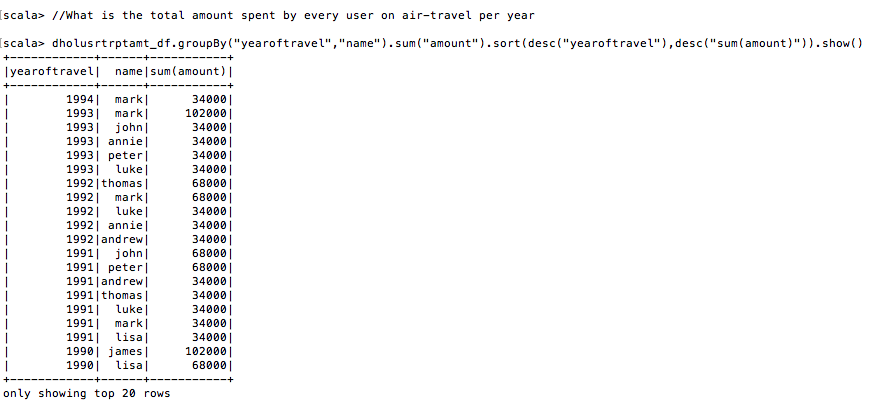 [scala> //What is the total amount spent by every user on air-travel per year
[scala> dholusrtrptamt_df.groupBy("yearoftravel","name").sum("amount").sort(desc("yearoftravel"),desc("sum(amount)")).show()
+------------+------+-----------+
|yearoftravel|  name|sum(amount)|
+------------+------+-----------+
|        1994|  mark|      34000|
|        1993|  mark|     102000|
|        1993|  john|      34000|
|        1993| annie|      34000|
|        1993| peter|      34000|
|        1993|  luke|      34000|
|        1992|thomas|      68000|
|        1992|  mark|      68000|
|        1992|  luke|      34000|
|        1992| annie|      34000|
|        1992|andrew|      34000|
|        1991|  john|      68000|
|        1991| peter|      68000|
|        1991|andrew|      34000|
|        1991|thomas|      34000|
|        1991|  luke|      34000|
|        1991|  mark|      34000|
|        1991|  lisa|      34000|
|        1990| james|     102000|
|        1990|  lisa|      68000|
+------------+------+-----------+
only showing top 20 rows